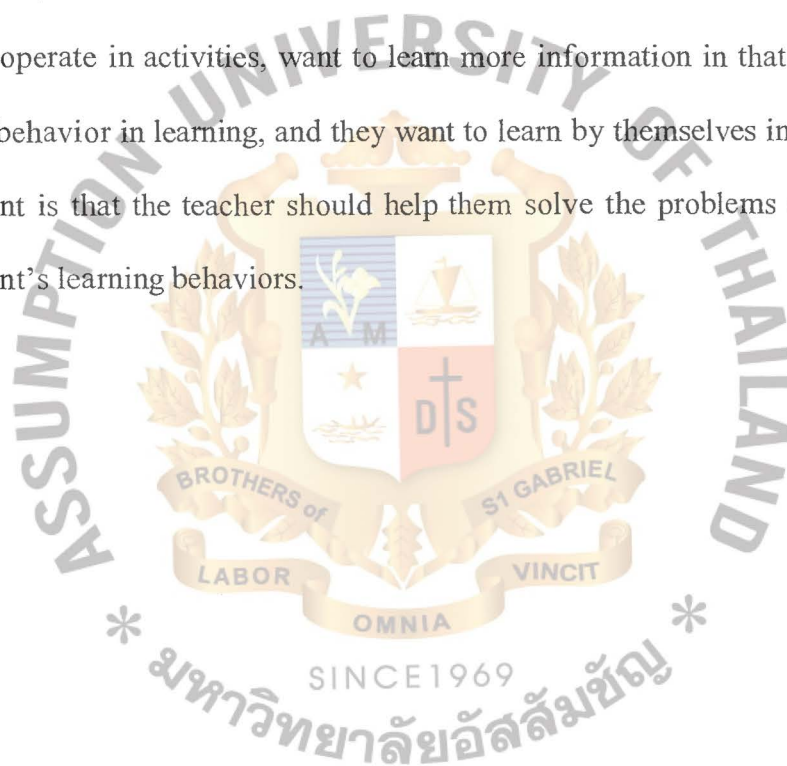 operate in activities, want to learn more information in that
behavior in learning, and they want to learn by themselves in
nt is that the teacher should help them solve the problems
nt's learning behaviors.
ASSUMPTION UNIVERSITY OF THAILAND
A M
D S
BROTHERS of S1 GABRIEL
LABOR VINCIT
OMNIA
SINCE1969
* มหาวิทยาลัยอัสสัมชัญ *